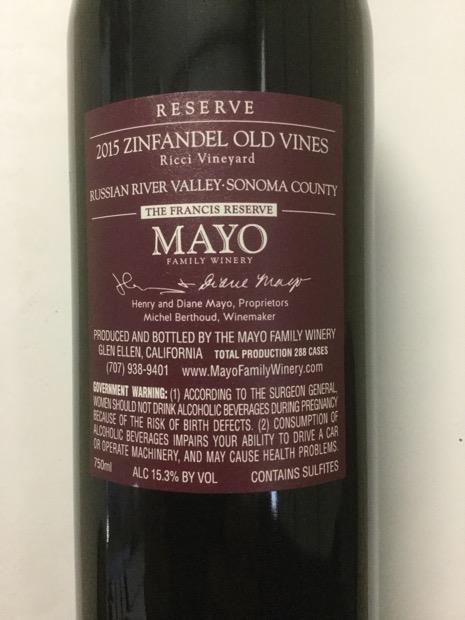 RESERVE
2015 ZINFANDEL OLD VINES
Ricci Vineyard
RUSSIAN RIVER VALLEY·SONOMA COUNTY
THE FRANCIS RESERVE
MAYO
FAMILY WINERY
Henry and Diane Mayo, Proprietors
Michel Berthoud, Winemaker
PRODUCED AND BOTTLED BY THE MAYO FAMILY WINERY
GLEN ELLEN, CALIFORNIA TOTAL PRODUCTION 288 CASES
(707) 938-9401 www.MayoFamilyWinery.com
GOVERNMENT WARNING: (1) ACCORDING TO THE SURGEON GENERAL,
WOMEN SHOULD NOT DRINK ALCOHOLIC BEVERAGES DURING PREGNANCY
BECAUSE OF THE RISK OF BIRTH DEFECTS. (2) CONSUMPTION OF
ALCOHOLIC BEVERAGES IMPAIRS YOUR ABILITY TO DRIVE A CAR
OR OPERATE MACHINERY, AND MAY CAUSE HEALTH PROBLEMS.
750ml ALC 15.3% BY VOL CONTAINS SULFITES